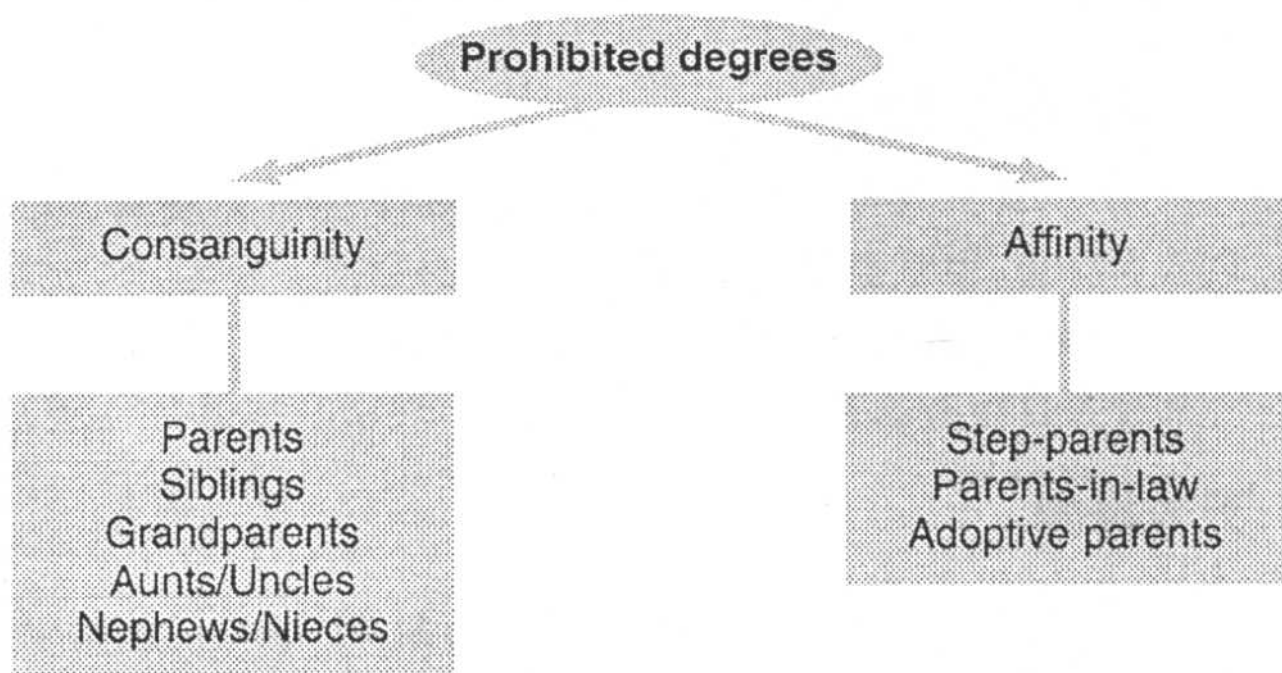 Prohibited degrees
Consanguinity
Affinity
Parents
Siblings
Grandparents
Aunts/Uncles
Nephews/Nieces
Step-parents
Parents-in-law
Adoptive parents